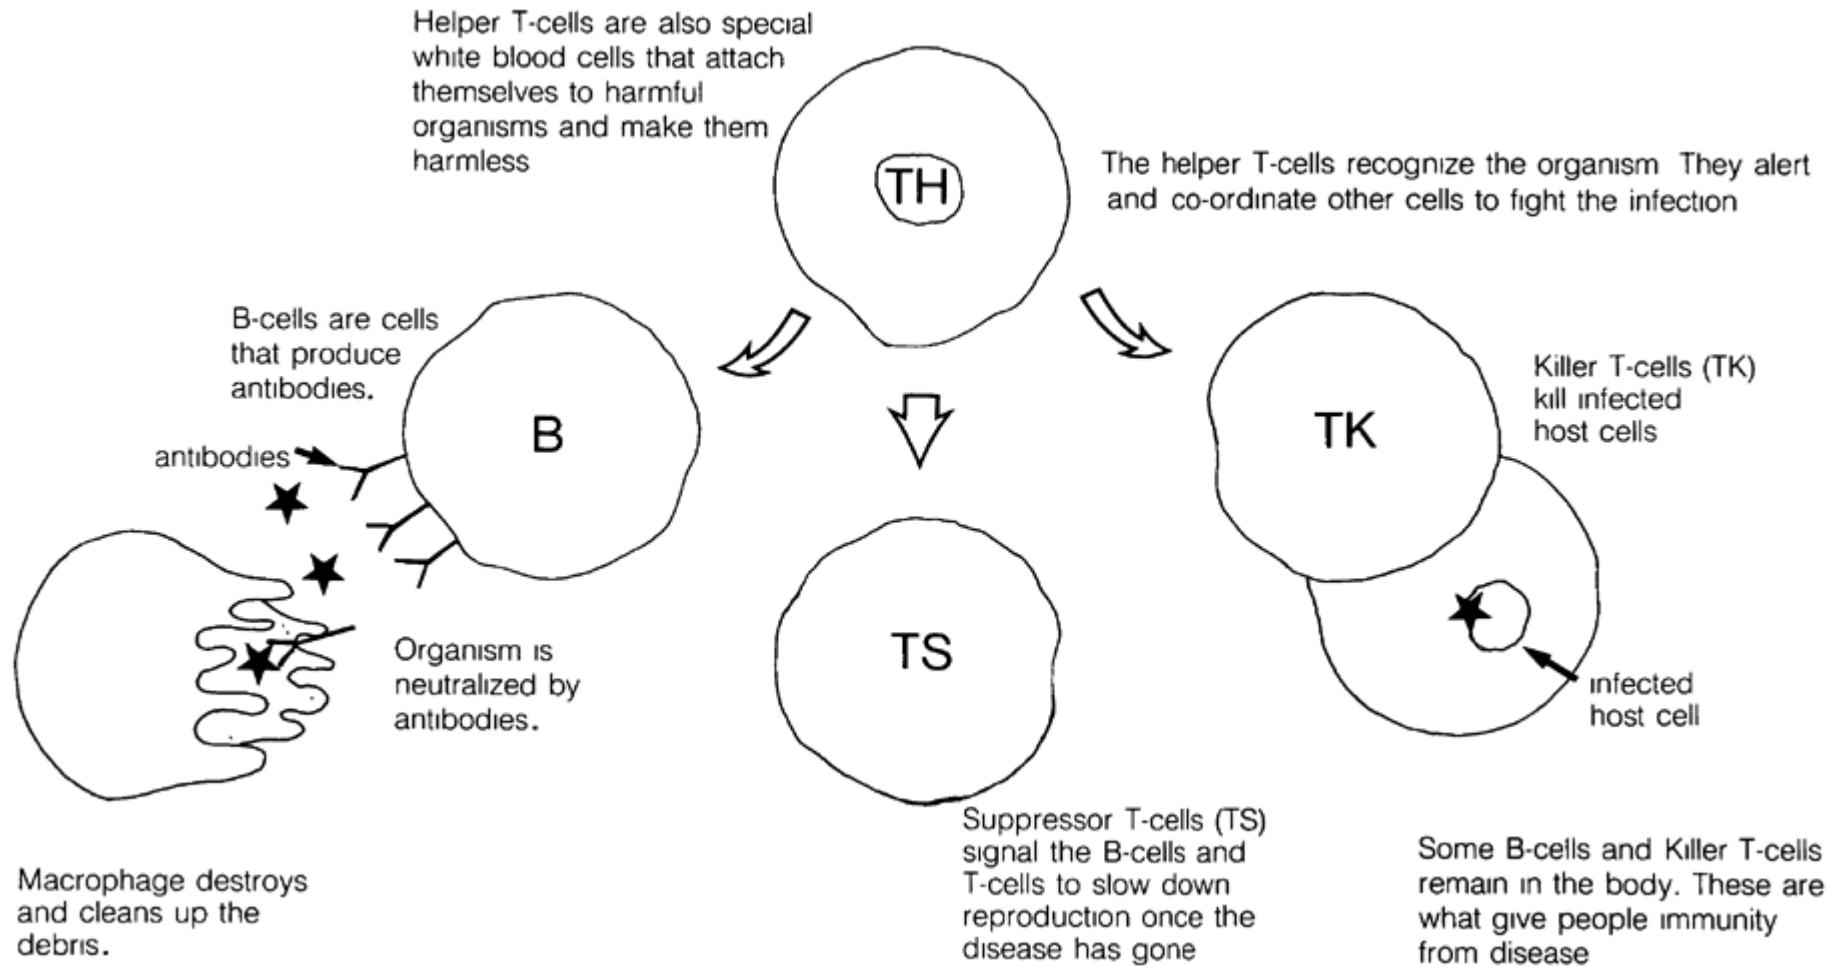 Helper T-cells are also special
white blood cells that attach
themselves to harmful
organisms and make them
harmless
TH
The helper T-cells recognize the organism They alert
and co-ordinate other cells to fight the infection
B-cells are cells
that produce
antibodies.
antibodies
B
Organism is
neutralized by
antibodies.
Macrophage destroys
and cleans up the
debris.
TS
Suppressor T-cells (TS)
signal the B-cells and
T-cells to slow down
reproduction once the
disease has gone
TK
Killer T-cells (TK)
kill infected
host cells
infected
host cell
Some B-cells and Killer T-cells
remain in the body. These are
what give people immunity
from disease